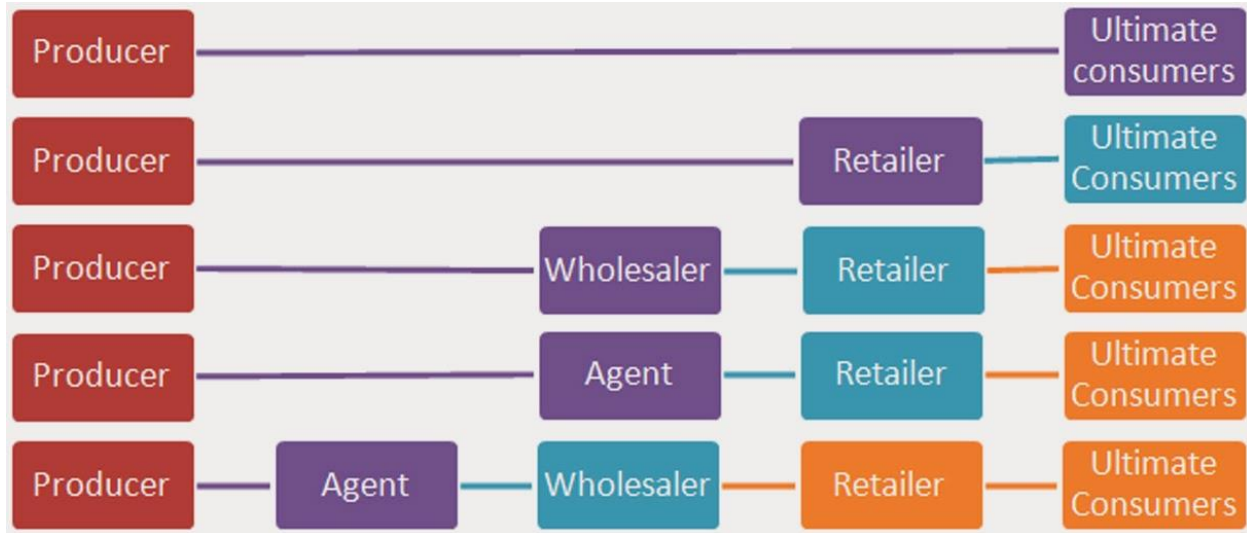 Producer
Ultimate
consumers
Producer
Retailer
Ultimate
Consumers
Producer
Wholesaler
Retailer
Ultimate
Consumers
Producer
Agent
Retailer
Ultimate
Consumers
Producer
Agent
Wholesaler
Retailer
Ultimate
Consumers